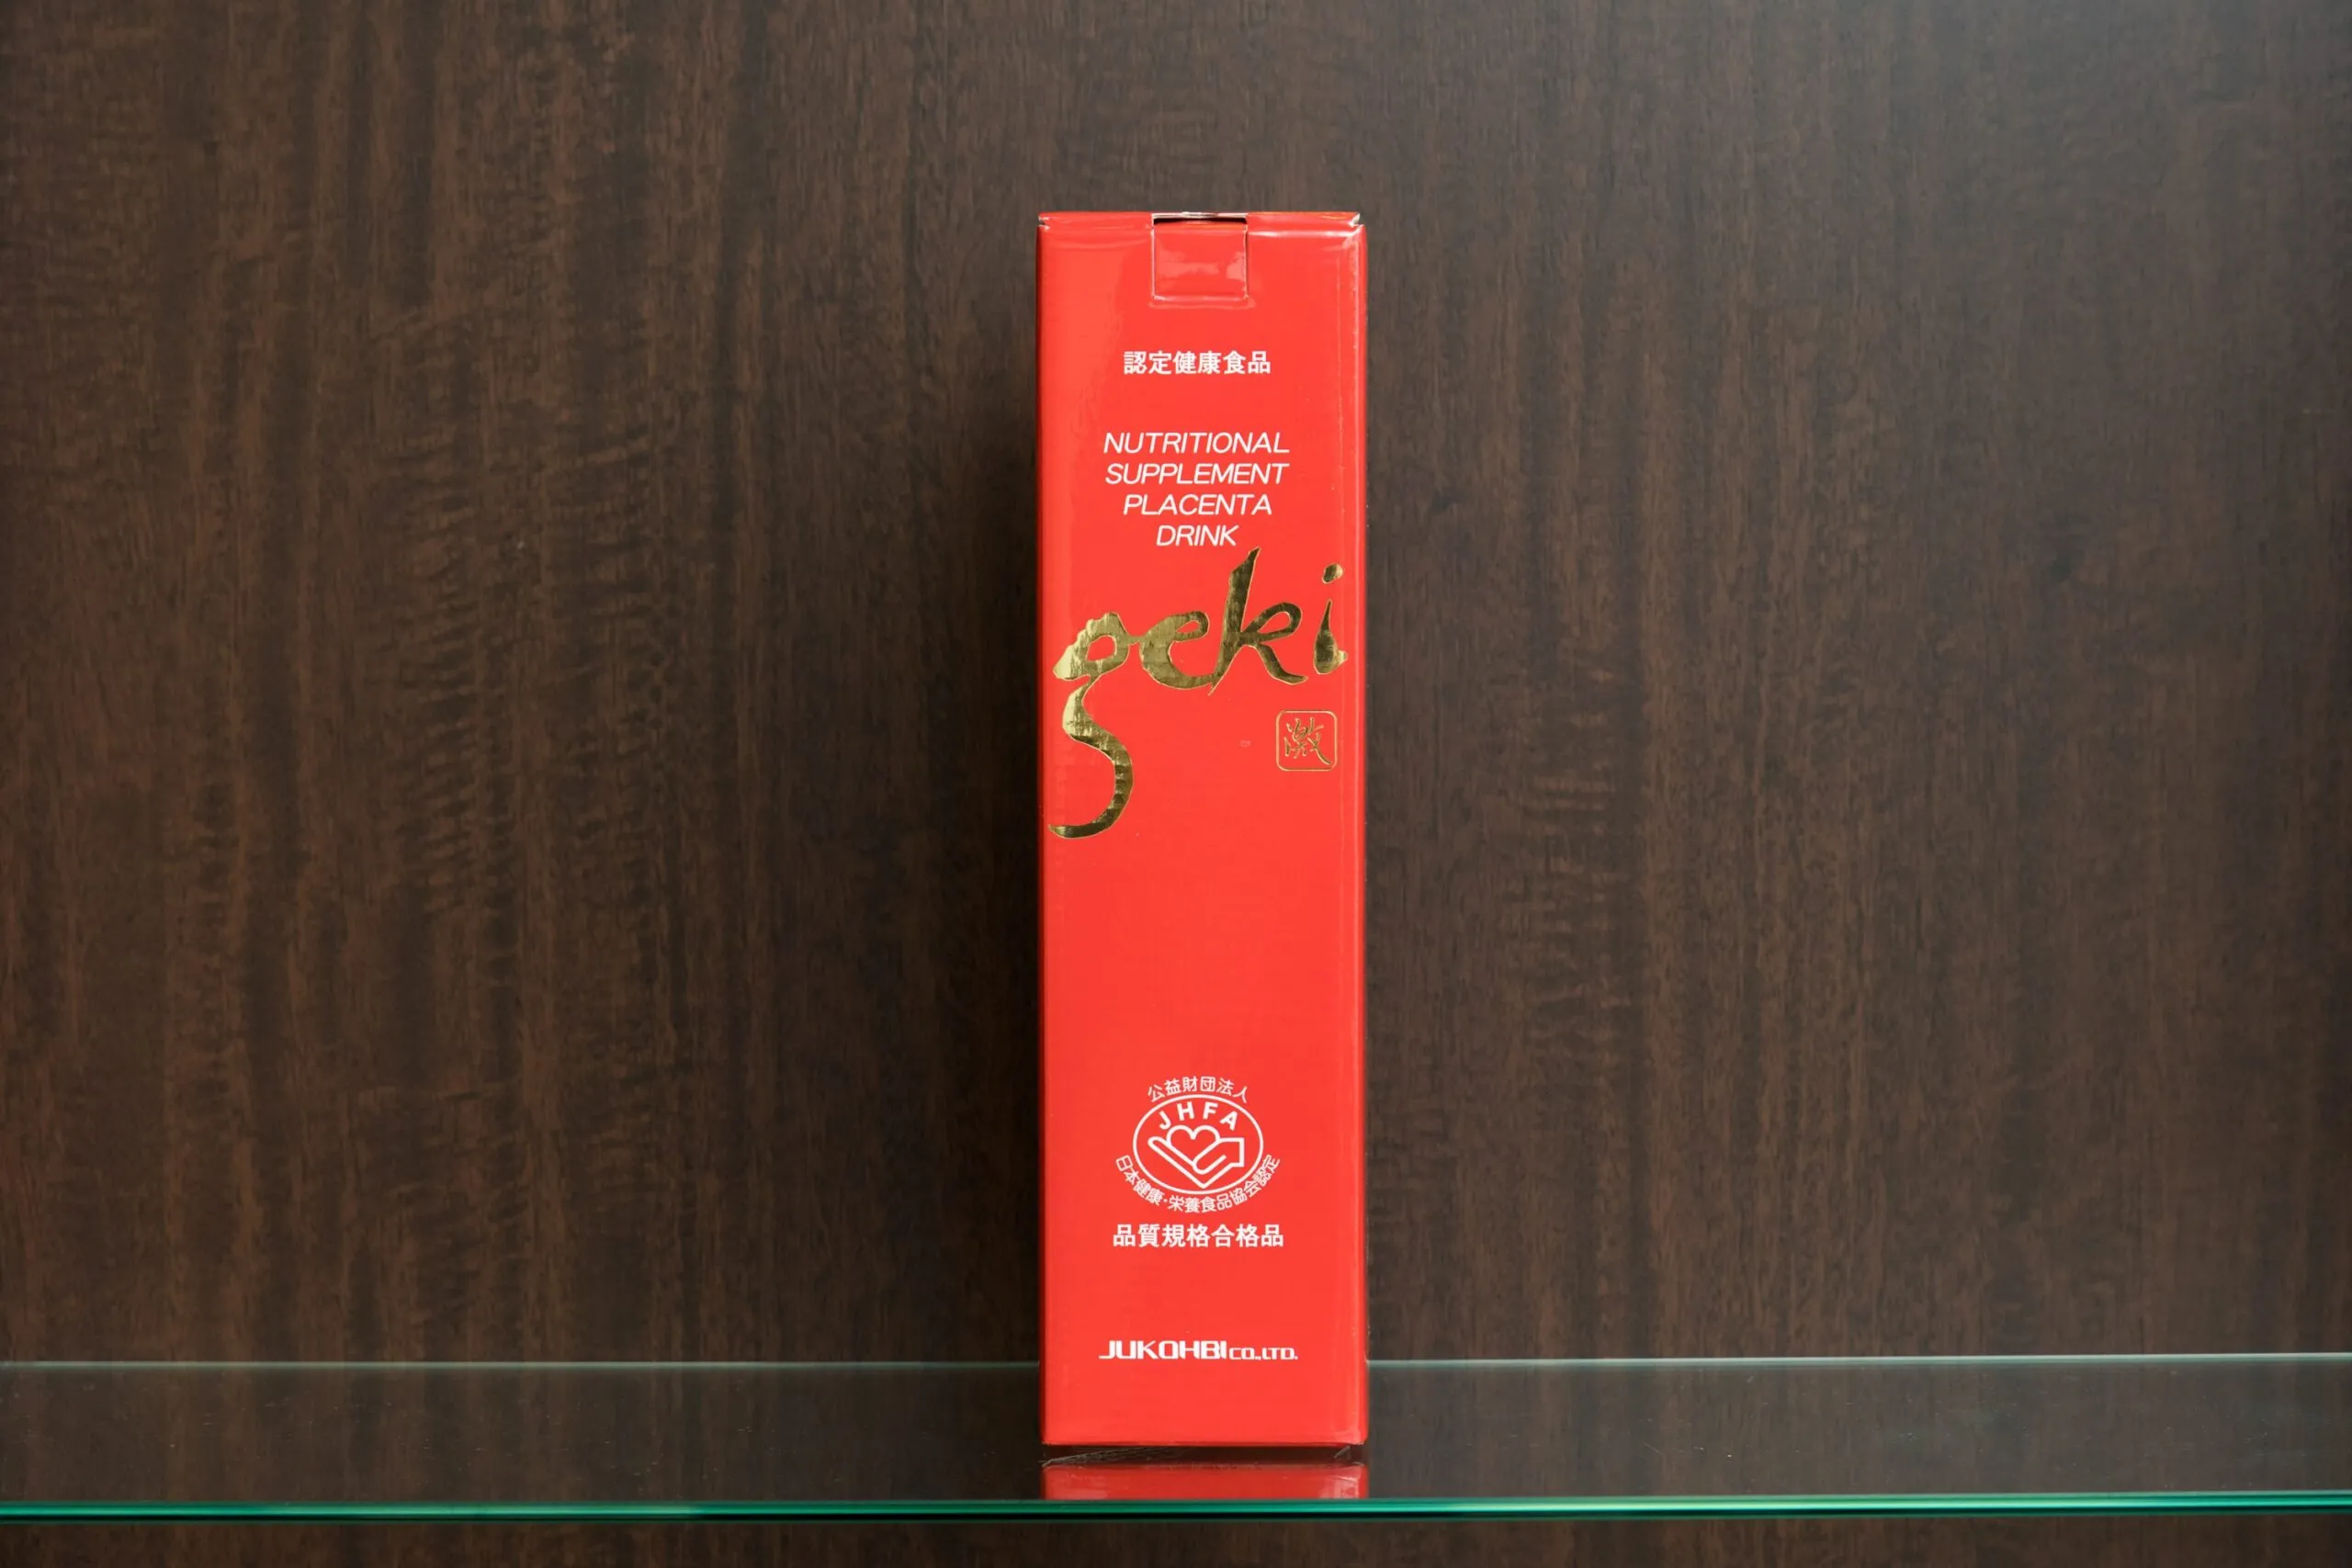 認定健康食品
NUTRITIONAL
SUPPLEMENT
PLACENTA
DRINK
geki
激
公益財団法人
JHFA
日本健康・栄養食品協会認定
品質規格合格品
JUKOHBI CO.,LTD.